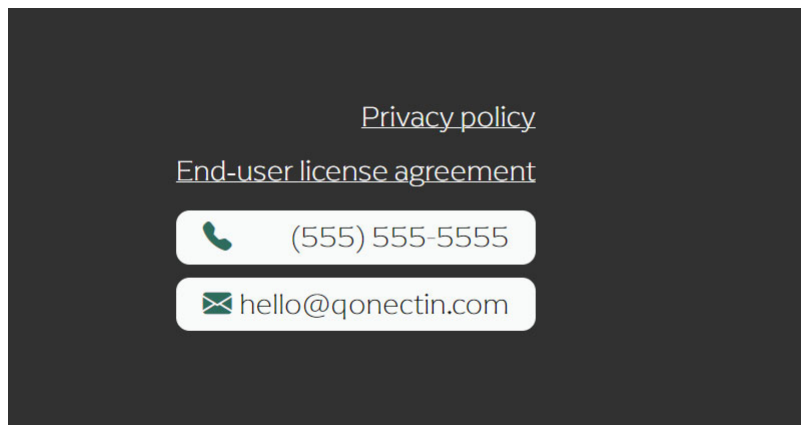 Privacy policy
End-user license agreement
(555) 555-5555
hello@qonectin.com